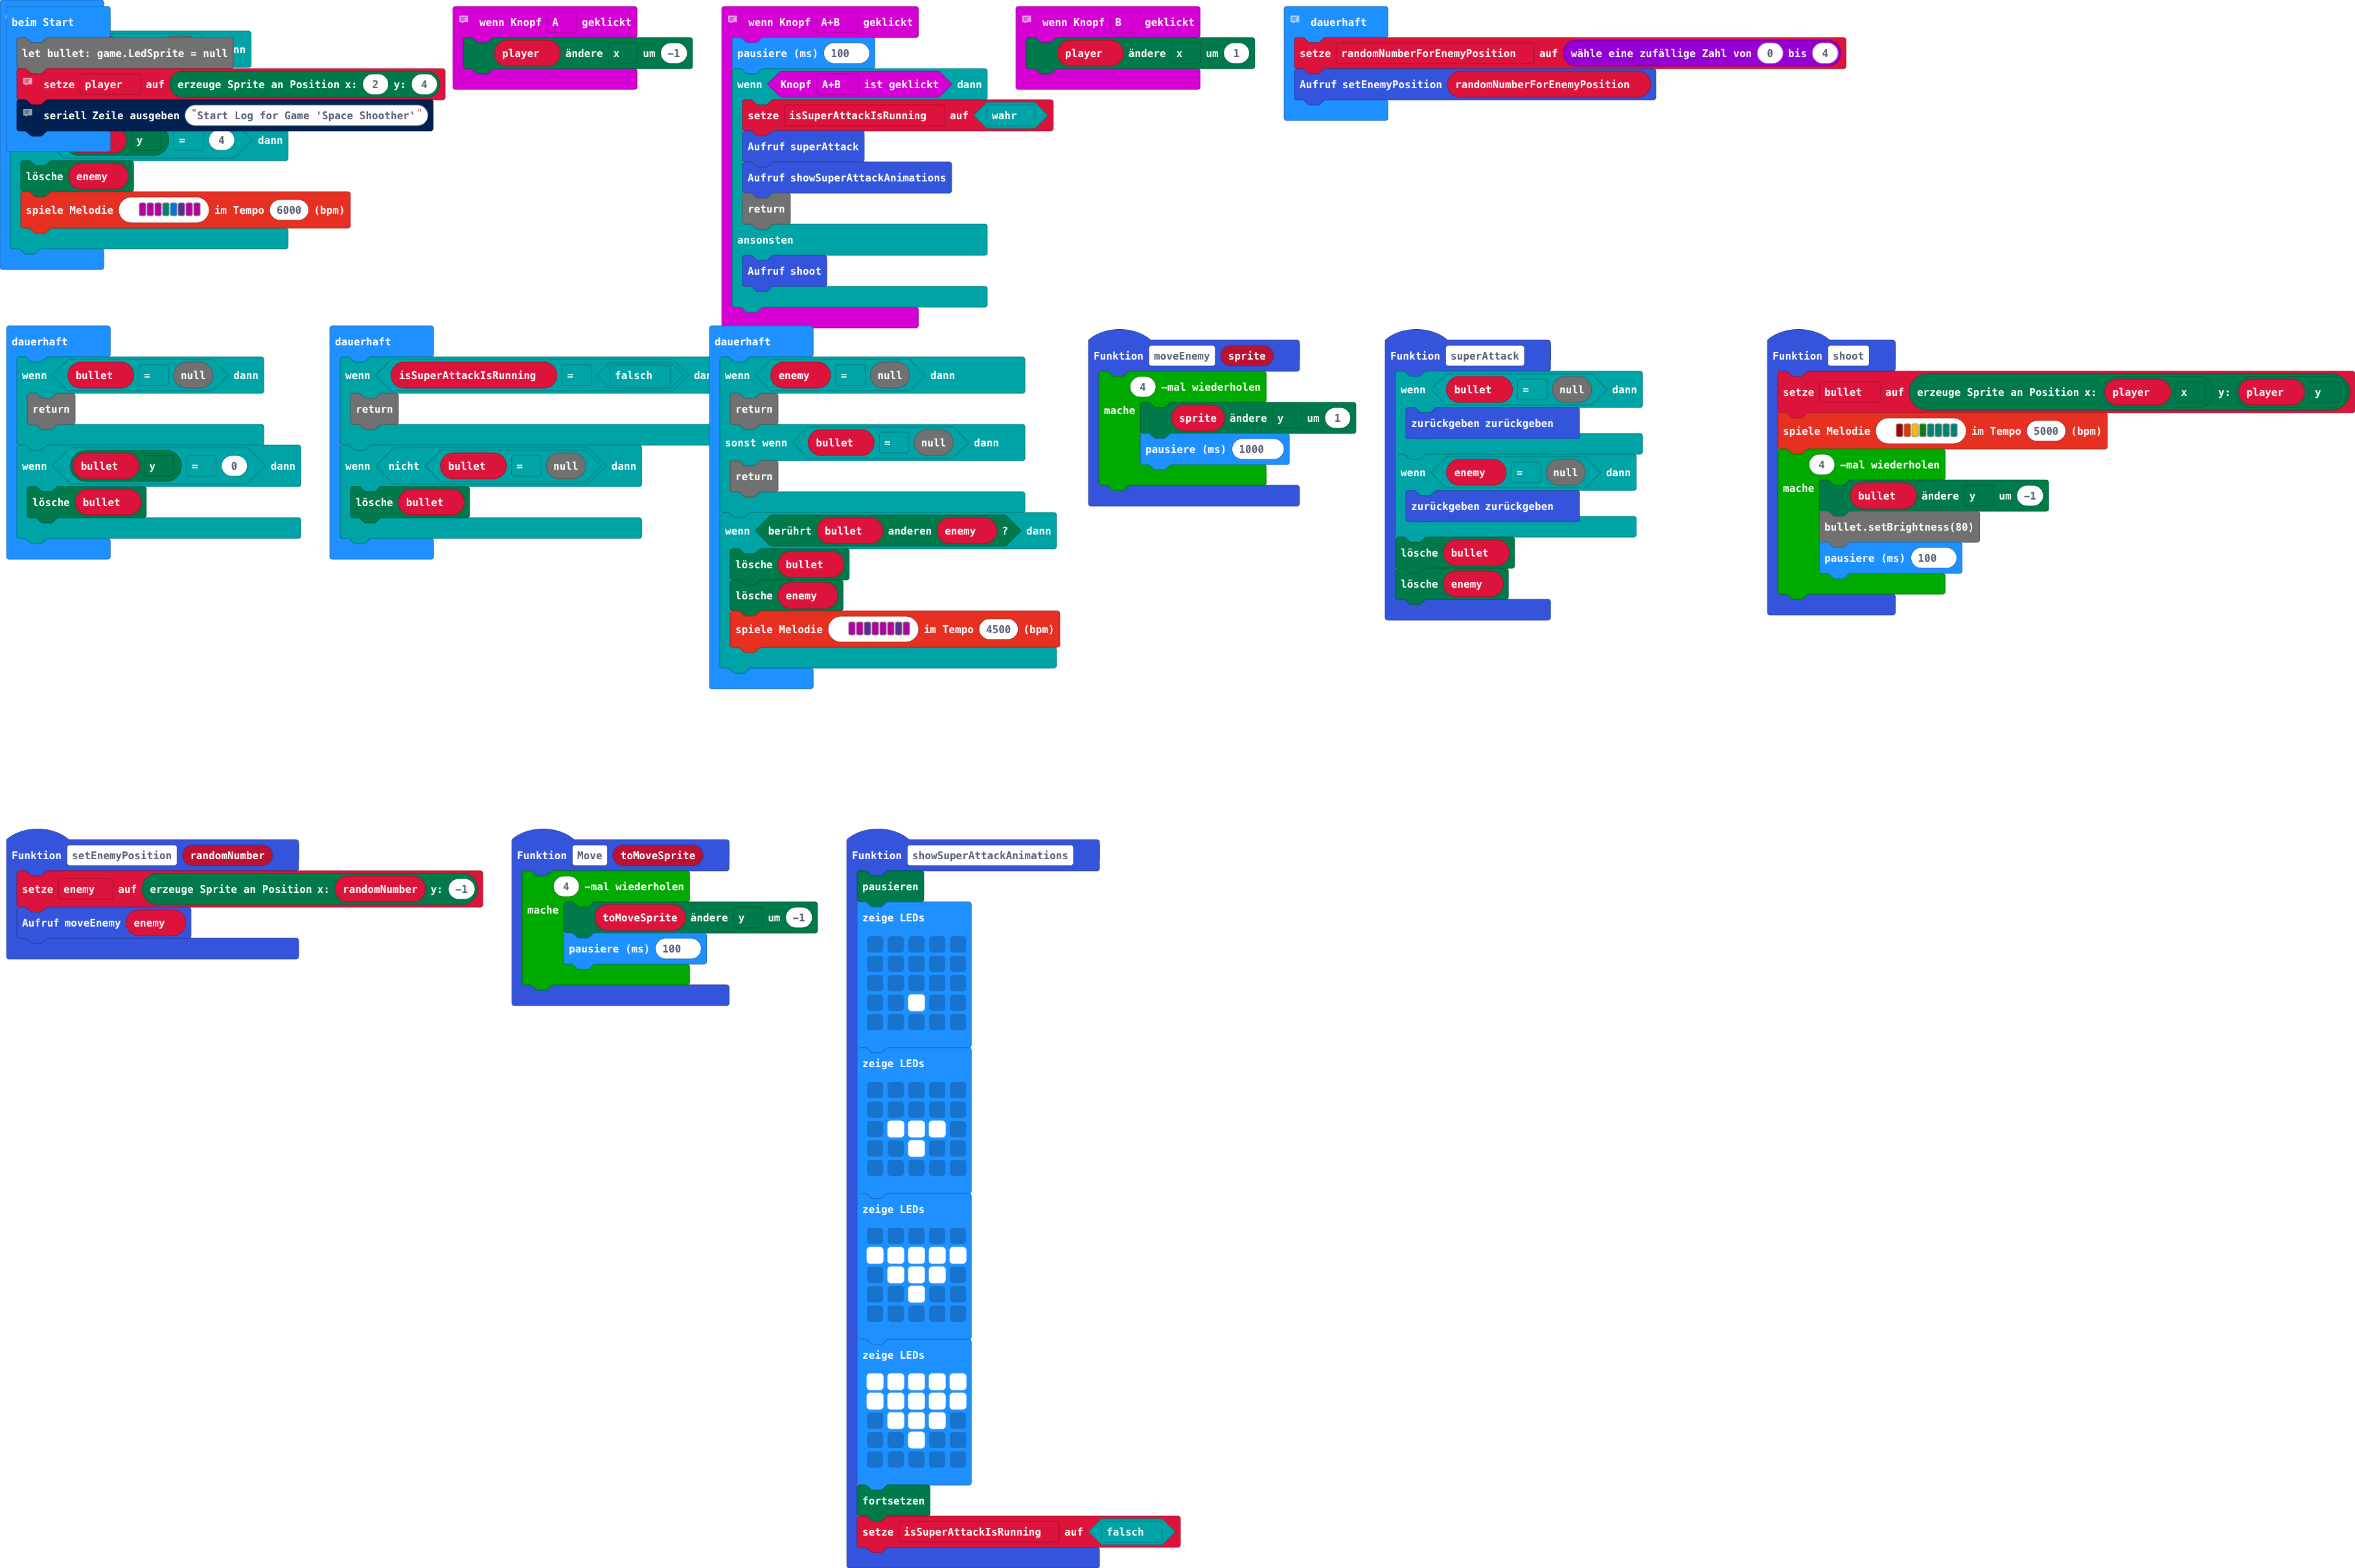 beim Start
let bullet: game.LedSprite = null
nn
setze player auf erzeuge Sprite an Position x: 2 y: 4
seriell Zeile ausgeben "Start Log for Game 'Space Shoother'"
y = 4 dann
lösche enemy
spiele Melodie im Tempo 6000 (bpm)
wenn Knopf A geklickt
player ändere x um -1
wenn Knopf A+B geklickt
pausiere (ms) 100
wenn Knopf A+B ist geklickt dann
setze isSuperAttackIsRunning auf wahr
Aufruf superAttack
Aufruf showSuperAttackAnimations
return
ansonsten
Aufruf shoot
wenn Knopf B geklickt
player ändere x um 1
dauerhaft
setze randomNumberForEnemyPosition auf wähle eine zufällige Zahl von 0 bis 4
Aufruf setEnemyPosition randomNumberForEnemyPosition
dauerhaft
wenn bullet = null dann
return
wenn bullet y = 0 dann
lösche bullet
dauerhaft
wenn isSuperAttackIsRunning = falsch dan
return
wenn nicht bullet = null dann
lösche bullet
dauerhaft
wenn enemy = null dann
return
sonst wenn bullet = null dann
return
wenn berührt bullet anderen enemy ? dann
lösche bullet
lösche enemy
spiele Melodie im Tempo 4500 (bpm)
Funktion moveEnemy sprite
4 -mal wiederholen
mache sprite ändere y um 1
pausiere (ms) 1000
Funktion superAttack
wenn bullet = null dann
zurückgeben zurückgeben
wenn enemy = null dann
zurückgeben zurückgeben
lösche bullet
lösche enemy
Funktion shoot
setze bullet auf erzeuge Sprite an Position x: player x y: player y
spiele Melodie im Tempo 5000 (bpm)
4 -mal wiederholen
mache bullet ändere y um -1
bullet.setBrightness(80)
pausiere (ms) 100
Funktion setEnemyPosition randomNumber
setze enemy auf erzeuge Sprite an Position x: randomNumber y: -1
Aufruf moveEnemy enemy
Funktion Move toMoveSprite
4 -mal wiederholen
mache toMoveSprite ändere y um -1
pausiere (ms) 100
Funktion showSuperAttackAnimations
pausieren
zeige LEDs
zeige LEDs
zeige LEDs
zeige LEDs
fortsetzen
setze isSuperAttackIsRunning auf falsch